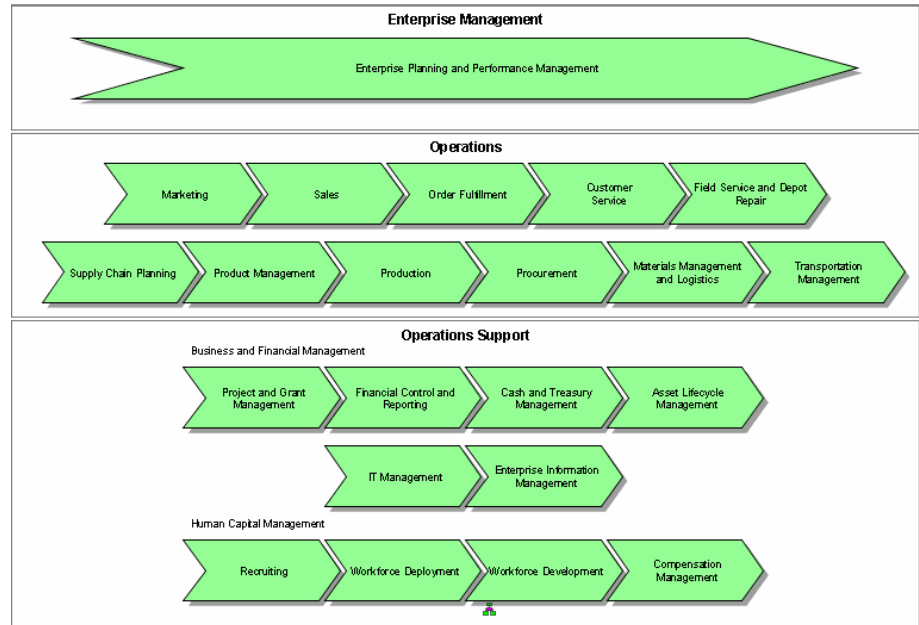 Enterprise Management
Enterprise Planning and Performance Management
Operations
Marketing
Sales
Order Fulfillment
Customer
Service
Field Service and Depot
Repair
Supply Chain Planning
Product Management
Production
Procurement
Materials Management
and Logistics
Transportation
Management
Operations Support
Business and Financial Management
Project and Grant
Management
Financial Control and
Reporting
Cash and Treasury
Management
Asset Lifecycle
Management
IT Management
Enterprise Information
Management
Human Capital Management
Recruiting
Workforce Deployment
Workforce Development
Compensation
Management